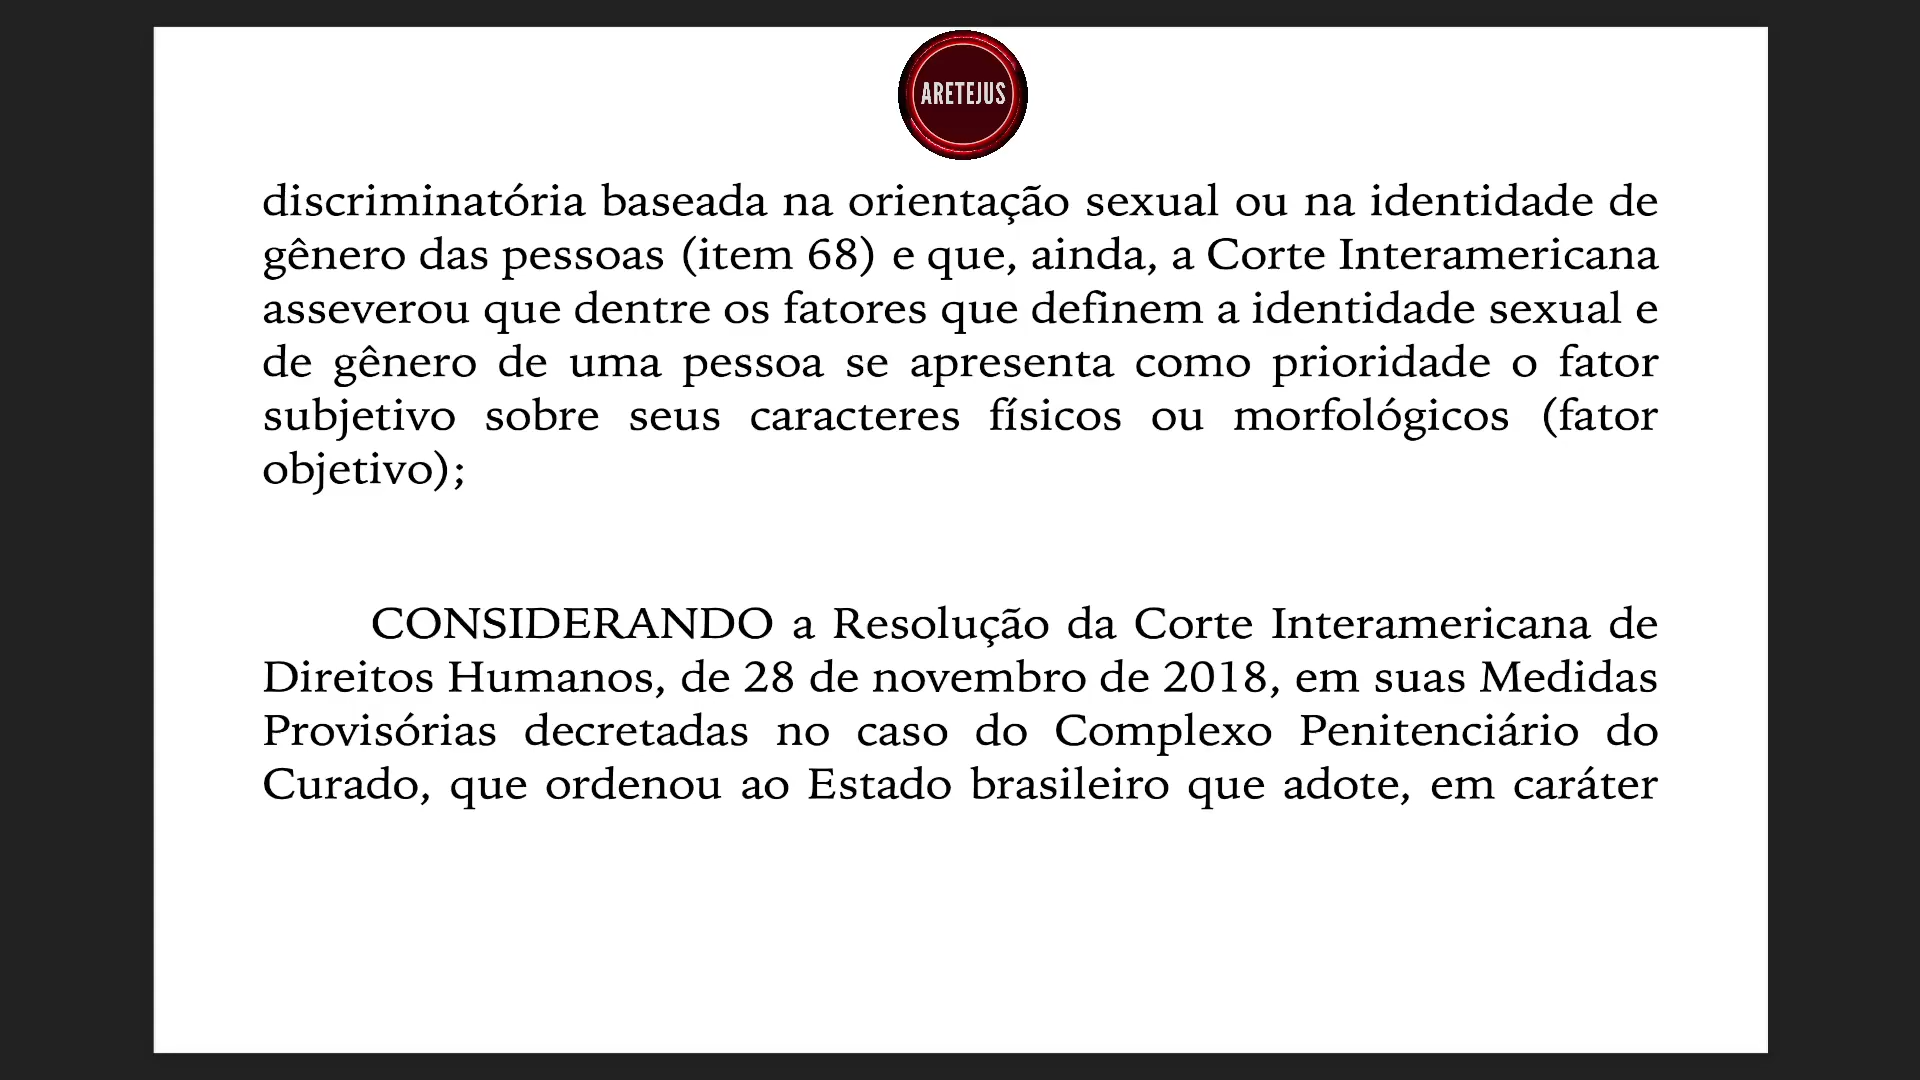 ARETEJUS
discriminatória baseada na orientação sexual ou na identidade de
gênero das pessoas (item 68) e que, ainda, a Corte Interamericana
asseverou que dentre os fatores que definem a identidade sexual e
de gênero de uma pessoa se apresenta como prioridade o fator
subjetivo sobre seus caracteres físicos ou morfológicos (fator
objetivo);
CONSIDERANDO a Resolução da Corte Interamericana de
Direitos Humanos, de 28 de novembro de 2018, em suas Medidas
Provisórias decretadas no caso do Complexo Penitenciário do
Curado, que ordenou ao Estado brasileiro que adote, em caráter